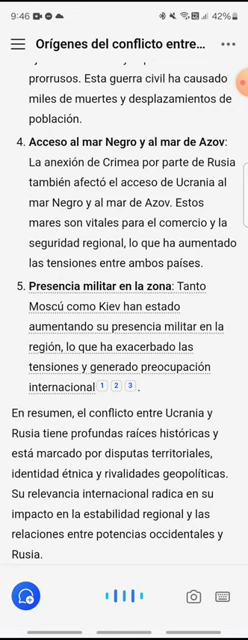 9:46
42%
Orígenes del conflicto entre...
prorrusos. Esta guerra civil ha causado
miles de muertes y desplazamientos de
población.
4. Acceso al mar Negro y al mar de Azov:
La anexión de Crimea por parte de Rusia
también afectó el acceso de Ucrania al
mar Negro y al mar de Azov. Estos
mares son vitales para el comercio y la
seguridad regional, lo que ha aumentado
las tensiones entre ambos países.
5. Presencia militar en la zona: Tanto
Moscú como Kiev han estado
aumentando su presencia militar en la
región, lo que ha exacerbado las
tensiones y generado preocupación
internacional 1 2 3 .
En resumen, el conflicto entre Ucrania y
Rusia tiene profundas raíces históricas y
está marcado por disputas territoriales,
identidad étnica y rivalidades geopolíticas.
Su relevancia internacional radica en su
impacto en la estabilidad regional y las
relaciones entre potencias occidentales y
Rusia.